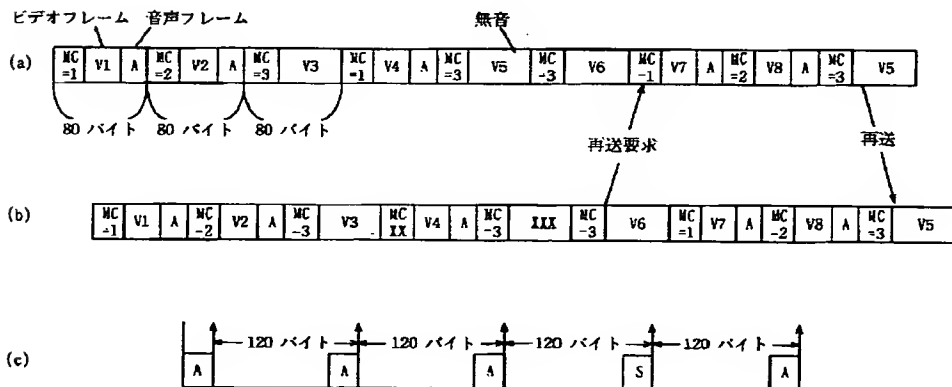 ビデオフレーム 音声フレーム 無音
(a) MC=1 V1 A MC=2 V2 A MC=3 V3 MC=1 V4 A MC=3 V5 MC-3 V6 MC-1 V7 A MC=2 V8 A MC=3 V5
80 バイト 80 バイト 80 バイト
再送要求 再送
(b) MC-1 V1 A MC-2 V2 A MC-3 V3 MC XX V4 A MC-3 XXX MC-3 V6 MC=1 V7 A MC-2 V8 A MC=3 V5
(c) A 120 バイト A 120 バイト A 120 バイト S 120 バイト A